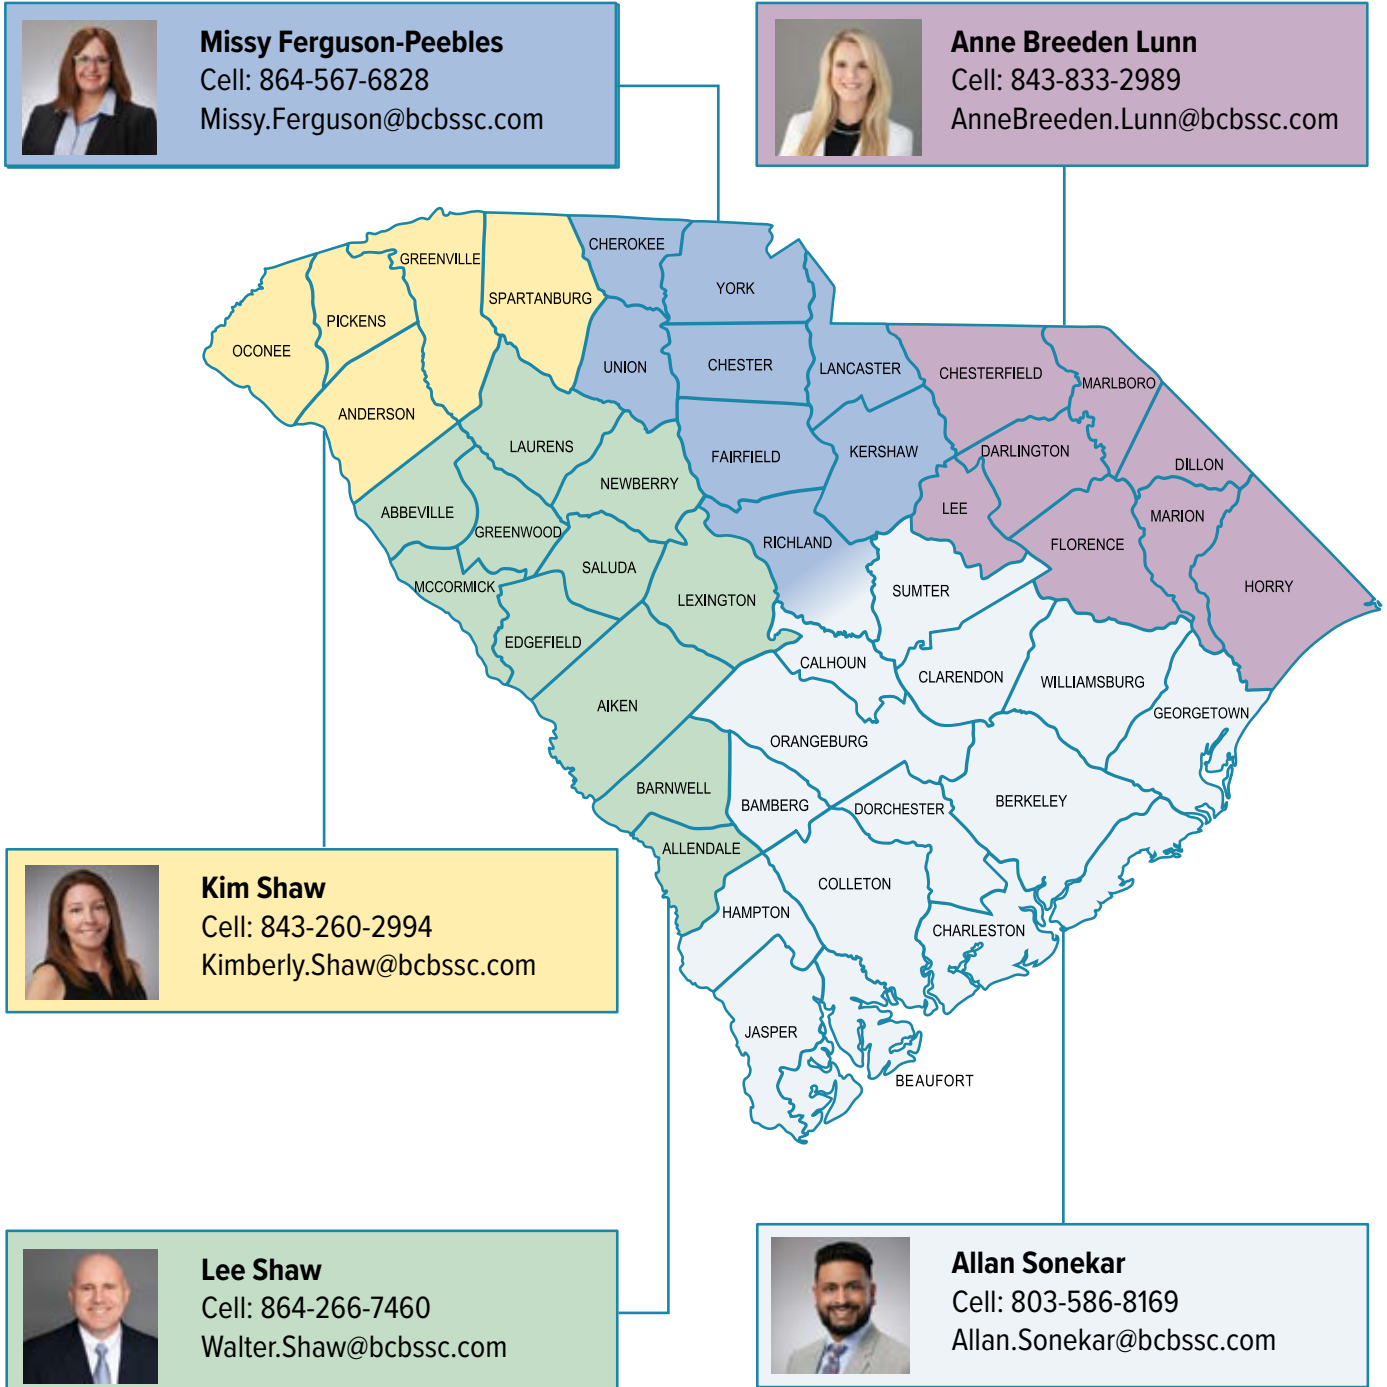 Missy Ferguson-Peebles
Cell: 864-567-6828
Missy.Ferguson@bcbssc.com
Anne Breeden Lunn
Cell: 843-833-2989
AnneBreeden.Lunn@bcbssc.com
CHEROKEE
GREENVILLE
YORK
SPARTANBURG
PICKENS
OCONEE
UNION
CHESTER
LANCASTER
CHESTERFIELD
MARLBORO
ANDERSON
LAURENS
FAIRFIELD
KERSHAW
DARLINGTON
DILLON
NEWBERRY
ABBEVILLE
LEE
MARION
GREENWOOD
RICHLAND
FLORENCE
SALUDA
MCCORMICK
SUMTER
HORRY
LEXINGTON
EDGEFIELD
CALHOUN
CLARENDON
WILLIAMSBURG
AIKEN
GEORGETOWN
ORANGEBURG
BARNWELL
BAMBERG
DORCHESTER
BERKELEY
ALLENDALE
COLLETON
HAMPTON
CHARLESTON
JASPER
BEAUFORT
Kim Shaw
Cell: 843-260-2994
Kimberly.Shaw@bcbssc.com
Lee Shaw
Cell: 864-266-7460
Walter.Shaw@bcbssc.com
Allan Sonekar
Cell: 803-586-8169
Allan.Sonekar@bcbssc.com